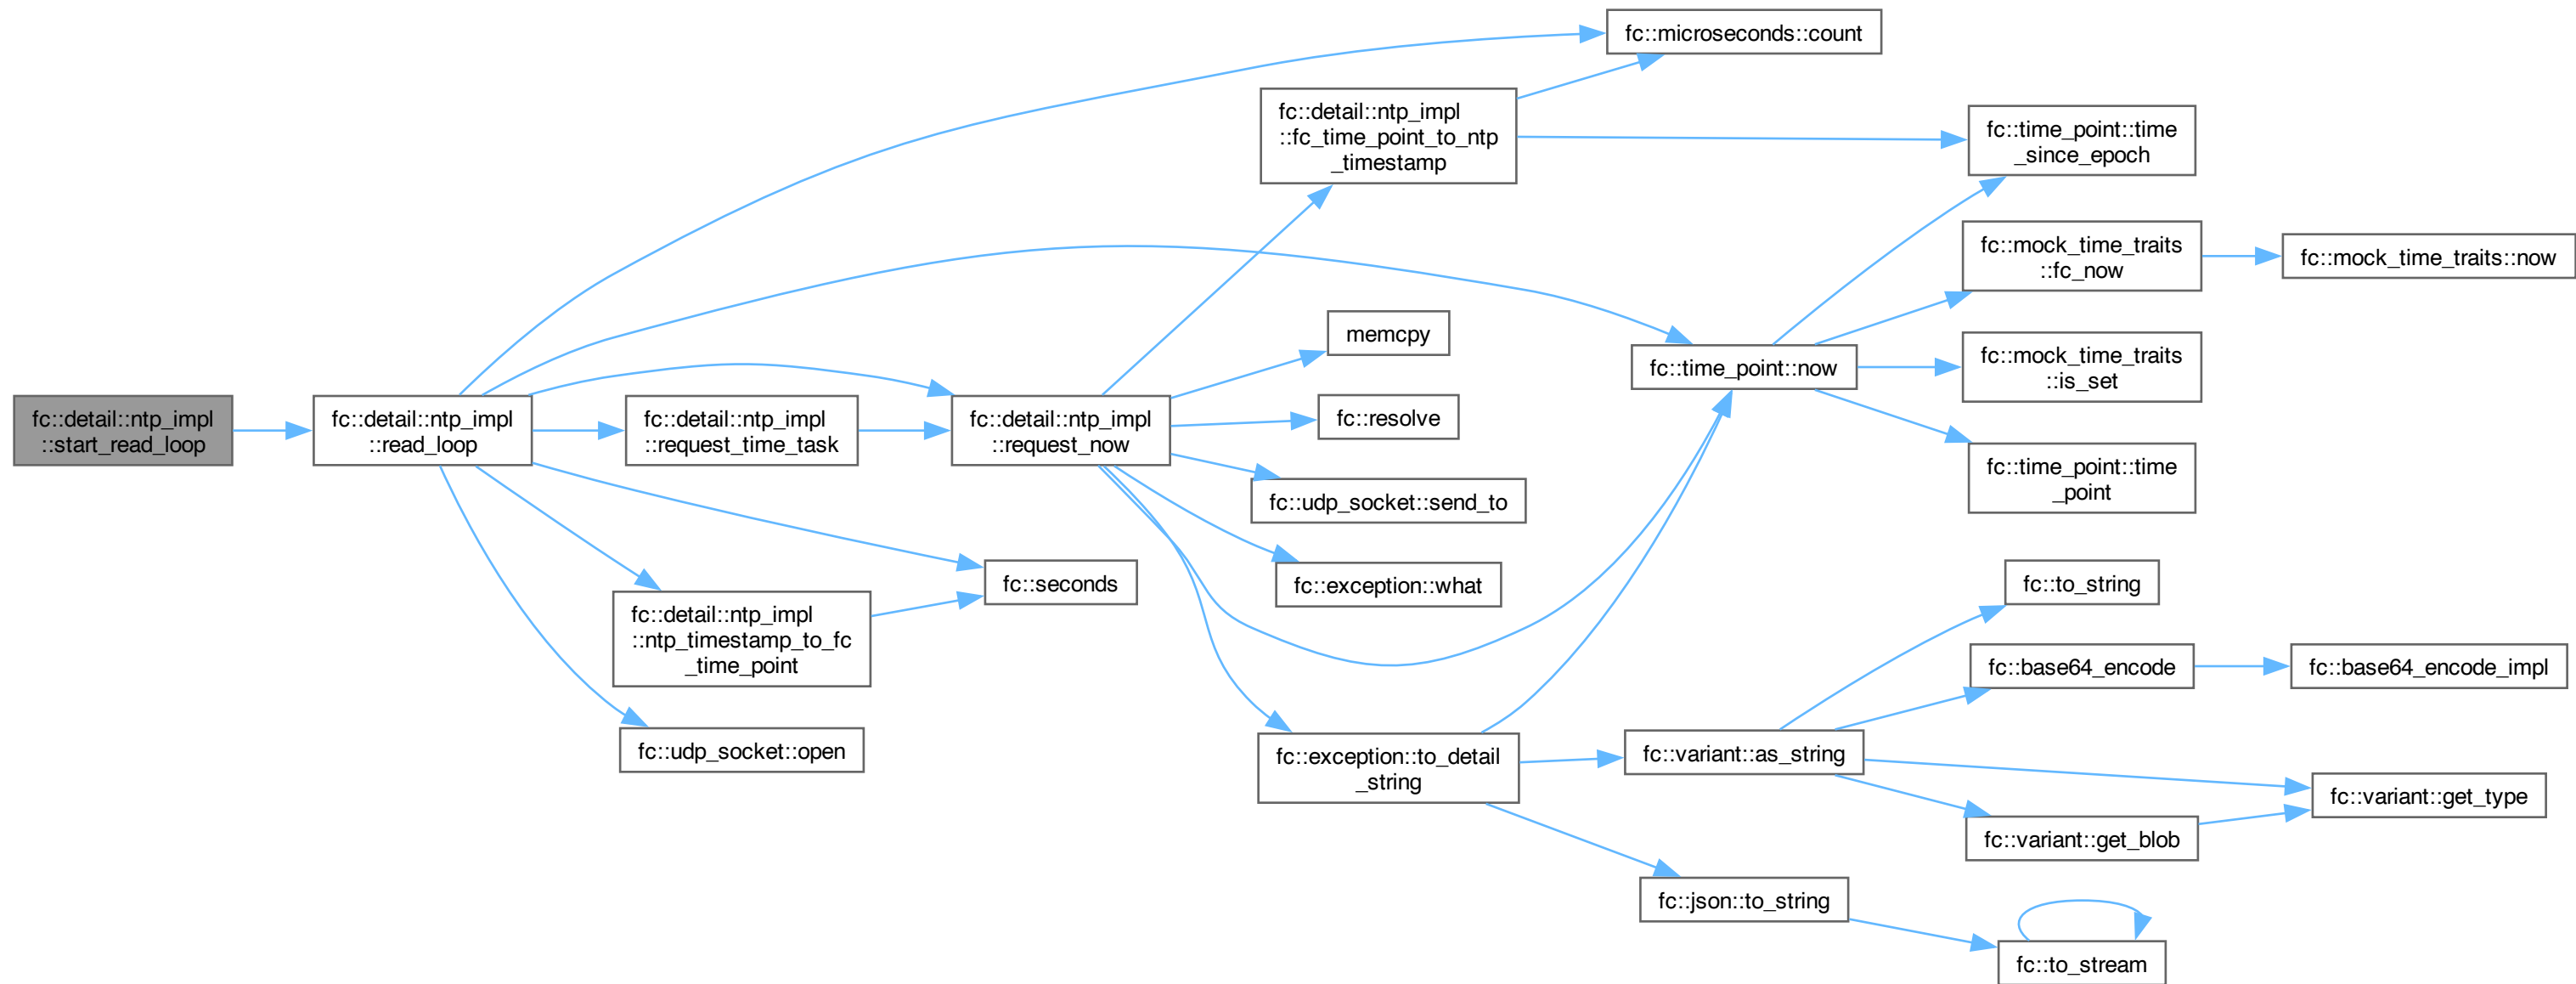 fc::detail::ntp_impl
::start_read_loop
fc::detail::ntp_impl
::read_loop
fc::detail::ntp_impl
::request_time_task
fc::detail::ntp_impl
::ntp_timestamp_to_fc
_time_point
fc::udp_socket::open
fc::detail::ntp_impl
::request_now
fc::seconds
fc::detail::ntp_impl
::fc_time_point_to_ntp
_timestamp
memcpy
fc::resolve
fc::udp_socket::send_to
fc::exception::what
fc::exception::to_detail
_string
fc::microseconds::count
fc::time_point::now
fc::variant::as_string
fc::json::to_string
fc::time_point::time
_since_epoch
fc::mock_time_traits
::fc_now
fc::mock_time_traits
::is_set
fc::time_point::time
_point
fc::to_string
fc::base64_encode
fc::variant::get_blob
fc::to_stream
fc::mock_time_traits::now
fc::base64_encode_impl
fc::variant::get_type